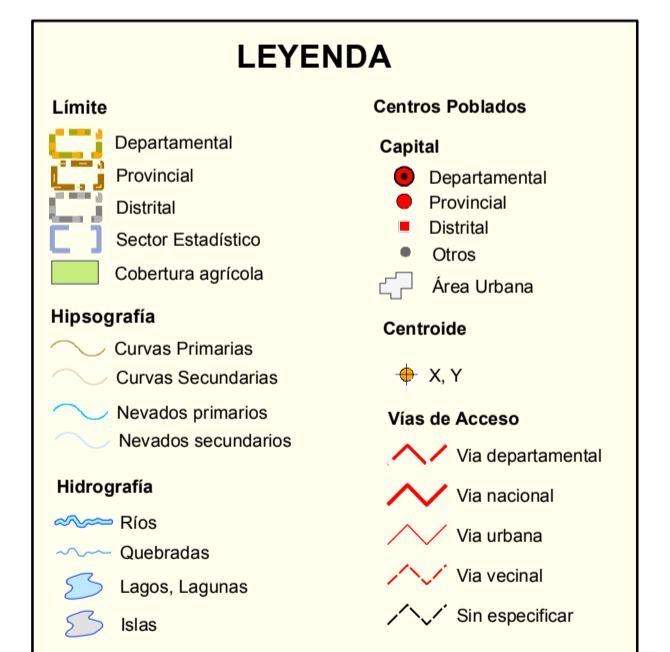 LEYENDA
Límite
Departamental
Provincial
Distrital
Sector Estadístico
Cobertura agrícola
Hipsografía
Curvas Primarias
Curvas Secundarias
Nevados primarios
Nevados secundarios
Hidrografía
Ríos
Quebradas
Lagos, Lagunas
Islas
Centros Poblados
Capital
Departamental
Provincial
Distrital
Otros
Área Urbana
Centroide
X, Y
Vías de Acceso
Via departamental
Via nacional
Via urbana
Via vecinal
Sin especificar